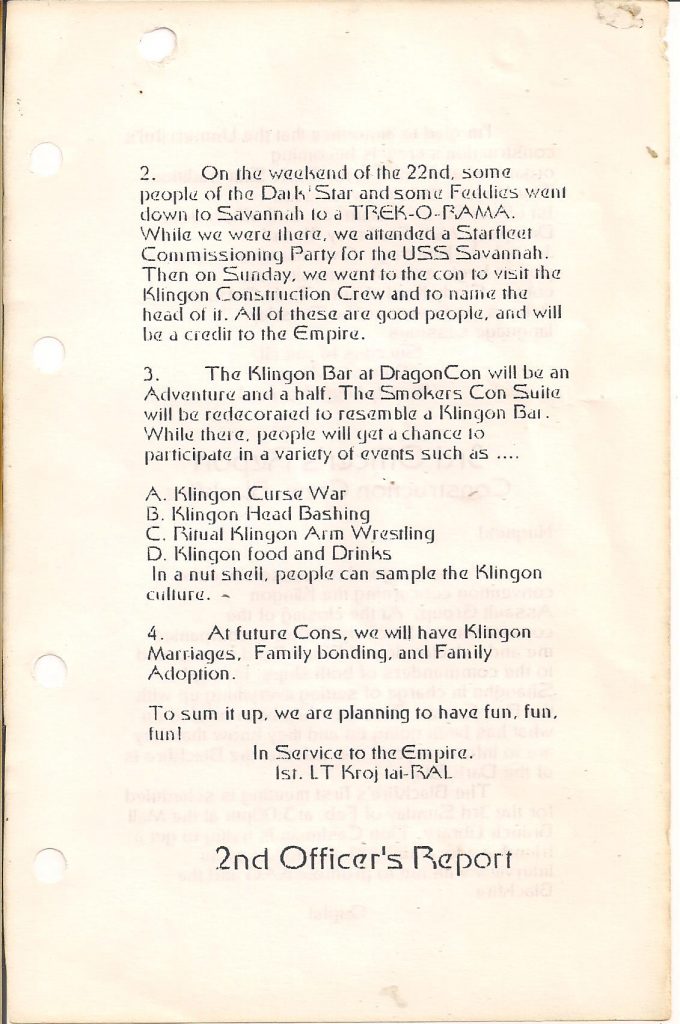 2. On the weekend of the 22nd, some
people of the Dark Star and some Feddies went
down to Savannah to a TREK-O-RAMA.
While we were there, we attended a Starfleet
Commissioning Party for the USS Savannah.
Then on Sunday, we went to the con to visit the
Klingon Construction Crew and to name the
head of it. All of these are good people, and will
be a credit to the Empire.
3. The Klingon Bar at DragonCon will be an
Adventure and a half. The Smokers Con Suite
will be redecorated to resemble a Klingon Bar.
While there, people will get a chance to
participate in a variety of events such as ....
A. Klingon Curse War
B. Klingon Head Bashing
C. Ritual Klingon Arm Wrestling
D. Klingon food and Drinks
In a nut shell, people can sample the Klingon
culture.
4. At future Cons, we will have Klingon
Marriages, Family bonding, and Family
Adoption.
To sum it up, we are planning to have fun, fun,
fun!
In Service to the Empire.
1st. LT Kroj tai-RAL
2nd Officer's Report